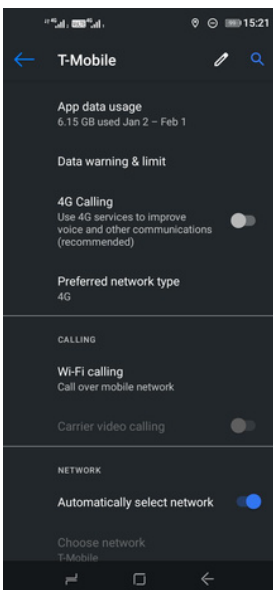 15:21
T-Mobile
App data usage
6.15 GB used Jan 2 – Feb 1
Data warning & limit
4G Calling
Use 4G services to improve
voice and other communications
(recommended)
Preferred network type
4G
CALLING
Wi-Fi calling
Call over mobile network
Carrier video calling
NETWORK
Automatically select network
Choose network
T-Mobile